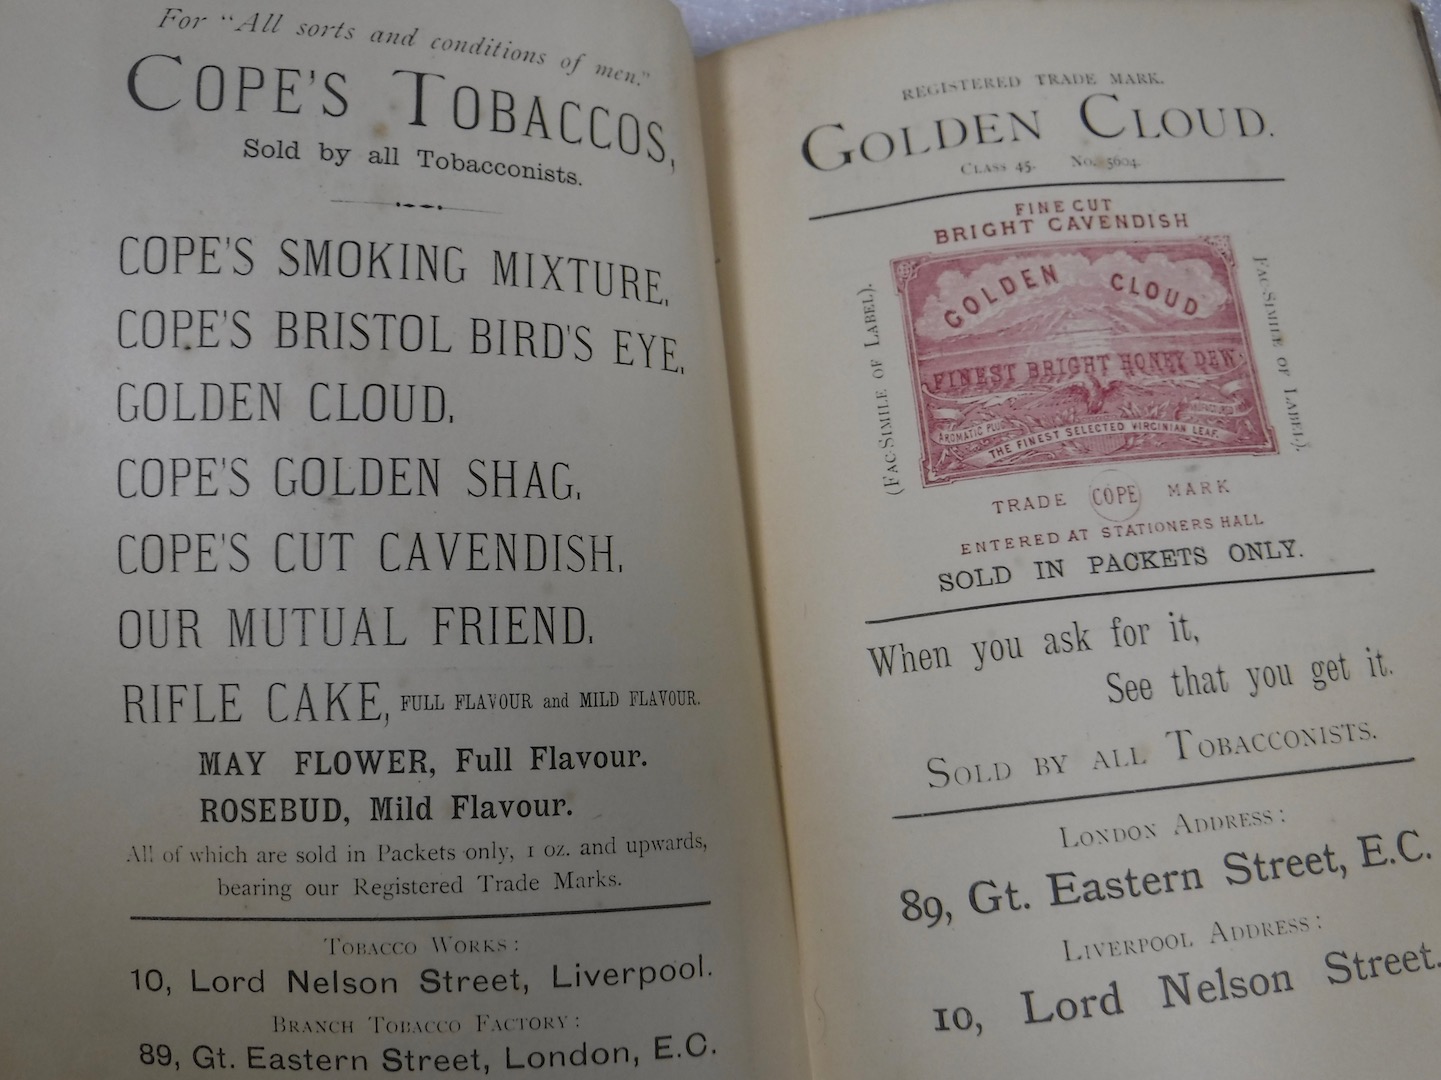 For "All sorts and conditions of men."
COPE'S TOBACCOS,
Sold by all Tobacconists.
COPE'S SMOKING MIXTURE,
COPE'S BRISTOL BIRD'S EYE,
GOLDEN CLOUD,
COPE'S GOLDEN SHAG,
COPE'S CUT CAVENDISH,
OUR MUTUAL FRIEND,
RIFLE CAKE, FULL FLAVOUR and MILD FLAVOUR.
MAY FLOWER, Full Flavour.
ROSEBUD, Mild Flavour.
All of which are sold in Packets only, 1 oz. and upwards,
bearing our Registered Trade Marks.
TOBACCO WORKS:
10, Lord Nelson Street, Liverpool.
BRANCH TOBACCO FACTORY:
89, Gt. Eastern Street, London, E.C.
REGISTERED TRADE MARK.
GOLDEN CLOUD.
CLASS 45. No. 5604.
FINE CUT
BRIGHT CAVENDISH
(FAC-SIMILE OF LABEL).
GOLDEN CLOUD
FINEST BRIGHT HONEY DEW
AROMATIC PLUG
MANUFACTURED
THE FINEST SELECTED VIRGINIAN LEAF.
FAC-SIMILE OF LABEL).
TRADE COPE MARK
ENTERED AT STATIONERS HALL
SOLD IN PACKETS ONLY.
When you ask for it,
See that you get it.
SOLD BY ALL TOBACCONISTS.
LONDON ADDRESS:
89, Gt. Eastern Street, E.C.
LIVERPOOL ADDRESS:
10, Lord Nelson Street.